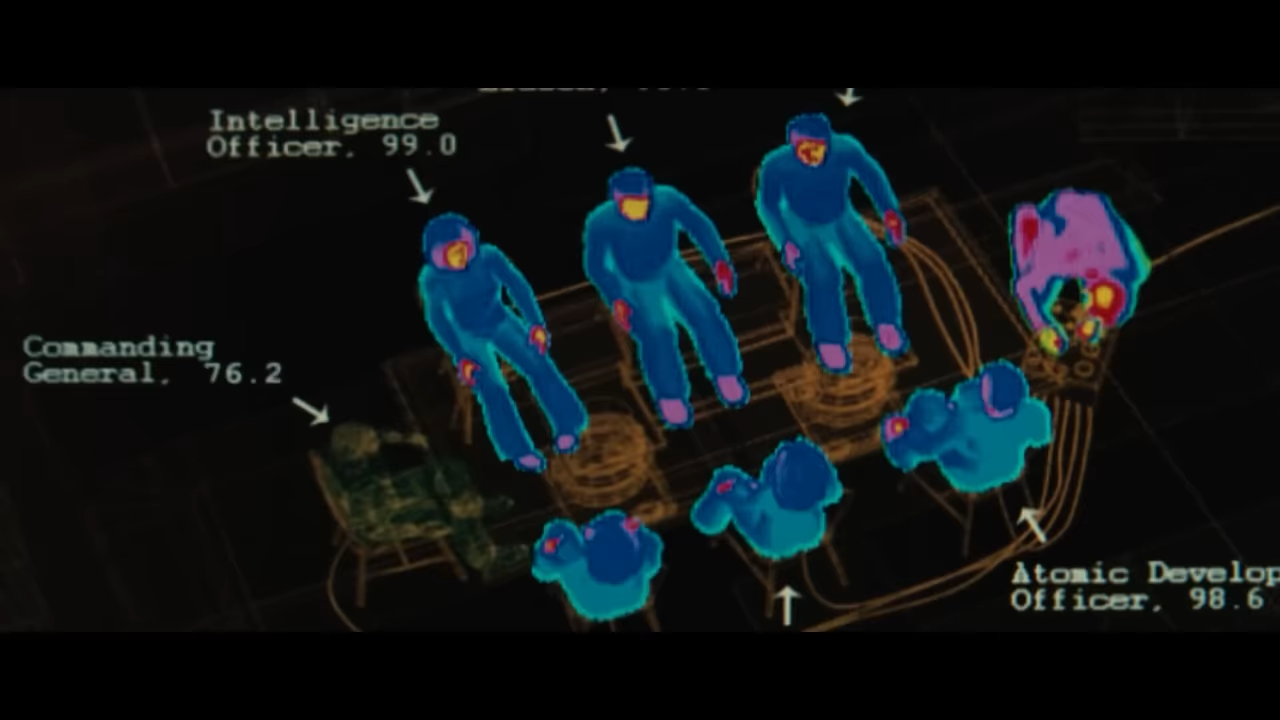 Intelligence
Officer, 99.0
Commanding
General, 76.2
Atomic Develop
Officer, 98.6